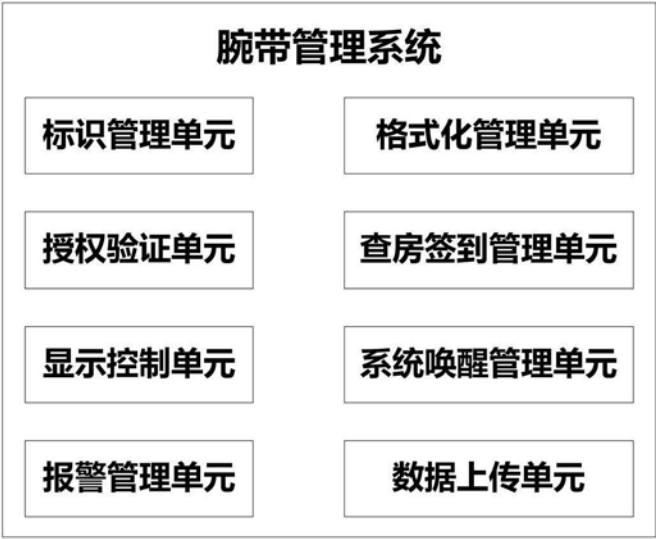 腕带管理系统
标识管理单元
格式化管理单元
授权验证单元
查房签到管理单元
显示控制单元
系统唤醒管理单元
报警管理单元
数据上传单元